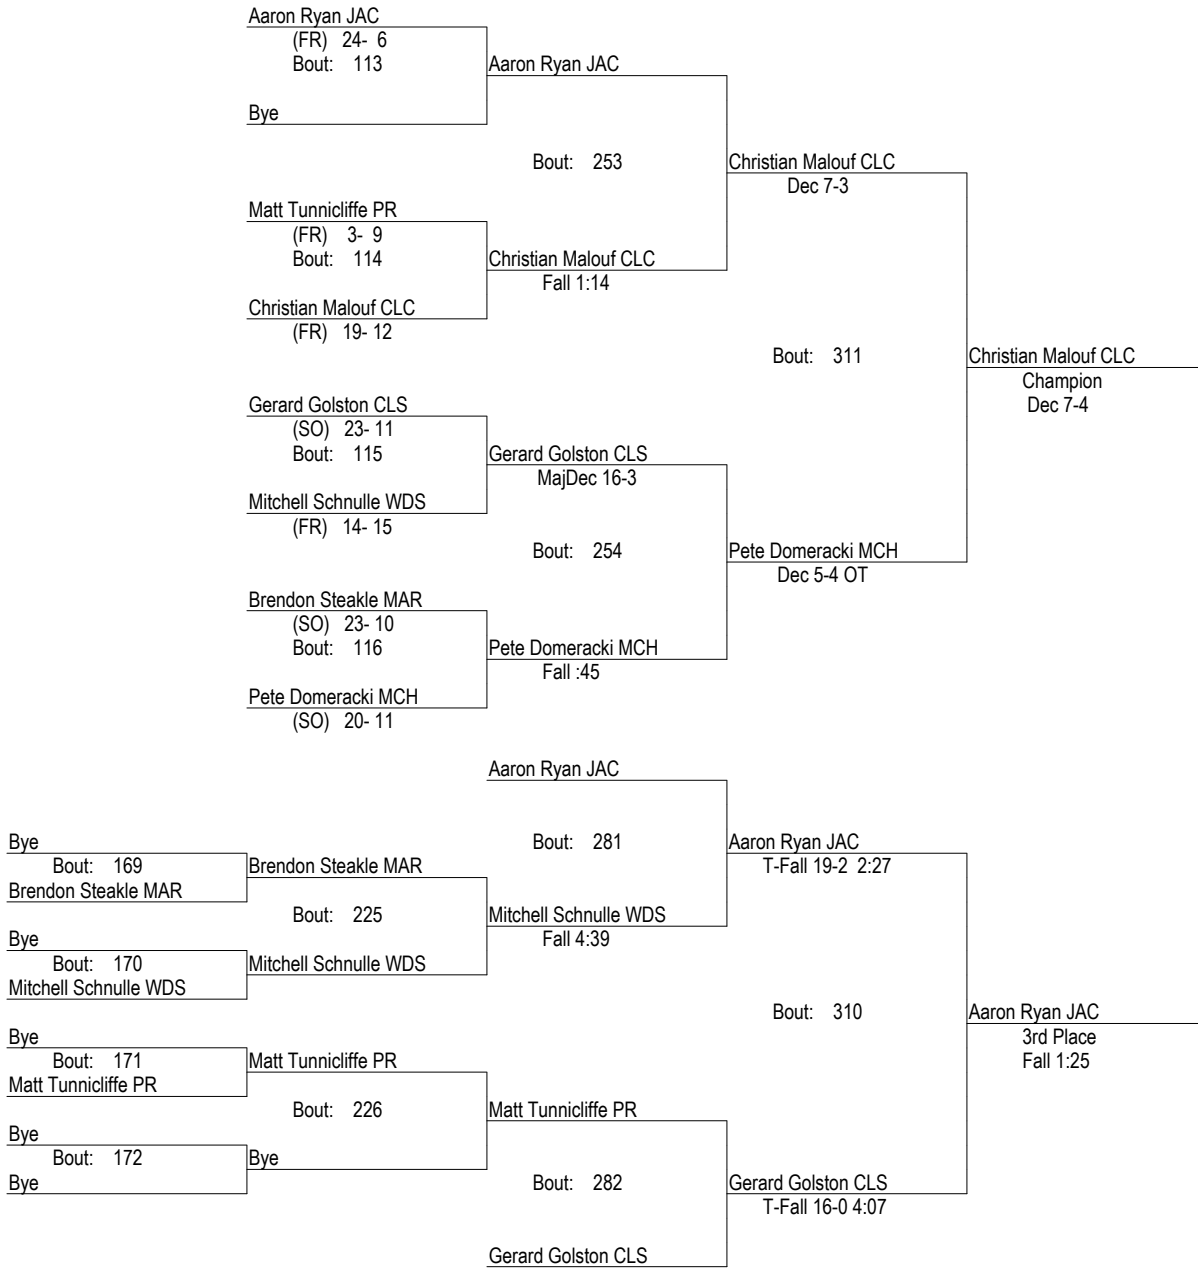 Aaron Ryan JAC
(FR) 24- 6
Bout: 113
Aaron Ryan JAC
Bye
Bout: 253
Christian Malouf CLC
Dec 7-3
Matt Tunnicliffe PR
(FR) 3- 9
Bout: 114
Christian Malouf CLC
Fall 1:14
Christian Malouf CLC
(FR) 19- 12
Bout: 311
Christian Malouf CLC
Champion
Dec 7-4
Gerard Golston CLS
(SO) 23- 11
Bout: 115
Gerard Golston CLS
MajDec 16-3
Mitchell Schnulle WDS
(FR) 14- 15
Bout: 254
Pete Domeracki MCH
Dec 5-4 OT
Brendon Steakle MAR
(SO) 23- 10
Bout: 116
Pete Domeracki MCH
Fall :45
Pete Domeracki MCH
(SO) 20- 11
Aaron Ryan JAC
Bye
Bout: 281
Aaron Ryan JAC
Bout: 169
Brendon Steakle MAR
T-Fall 19-2 2:27
Brendon Steakle MAR
Bout: 225
Mitchell Schnulle WDS
Bye
Fall 4:39
Bout: 170
Mitchell Schnulle WDS
Mitchell Schnulle WDS
Bout: 310
Aaron Ryan JAC
Bye
3rd Place
Bout: 171
Matt Tunnicliffe PR
Fall 1:25
Matt Tunnicliffe PR
Bout: 226
Matt Tunnicliffe PR
Bye
Bout: 172
Bye
Bye
Bout: 282
Gerard Golston CLS
T-Fall 16-0 4:07
Gerard Golston CLS